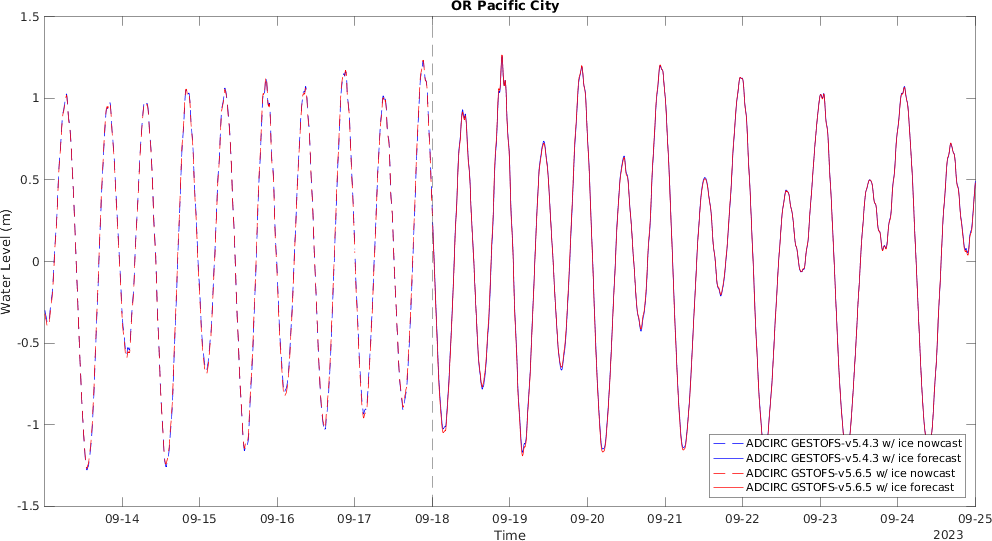 OR Pacific City
Water Level (m)
1.5
1
0.5
0
-0.5
-1
-1.5
09-14 09-15 09-16 09-17 09-18 09-19 09-20 09-21 09-22 09-23 09-24 09-25
Time
2023
ADCIRC GESTOFS-v5.4.3 w/ ice nowcast
ADCIRC GESTOFS-v5.4.3 w/ ice forecast
ADCIRC GSTOFS-v5.6.5 w/ ice nowcast
ADCIRC GSTOFS-v5.6.5 w/ ice forecast